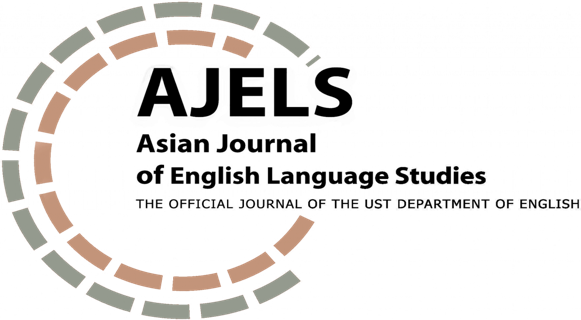 AJELS
Asian Journal
of English Language Studies
THE OFFICIAL JOURNAL OF THE UST DEPARTMENT OF ENGLISH